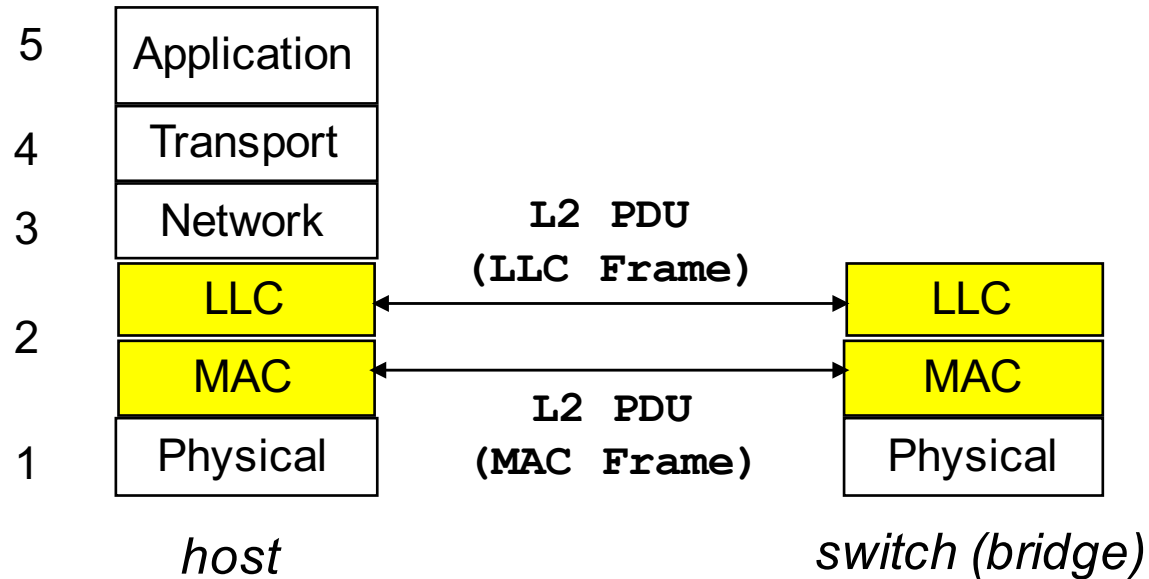 5 Application
4 Transport
3 Network
L2 PDU
(LLC Frame)
LLC LLC
2
MAC MAC
L2 PDU
(MAC Frame)
1 Physical Physical
host switch (bridge)